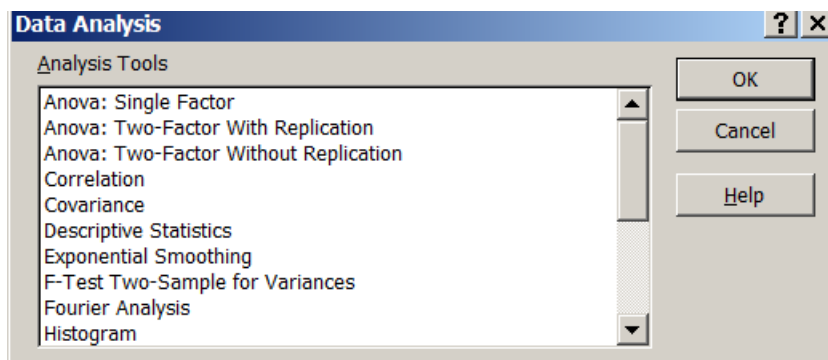 Data Analysis
?
Analysis Tools
OK
Anova: Single Factor
Anova: Two-Factor With Replication
Cancel
Anova: Two-Factor Without Replication
Correlation
Help
Covariance
Descriptive Statistics
Exponential Smoothing
F-Test Two-Sample for Variances
Fourier Analysis
Histogram